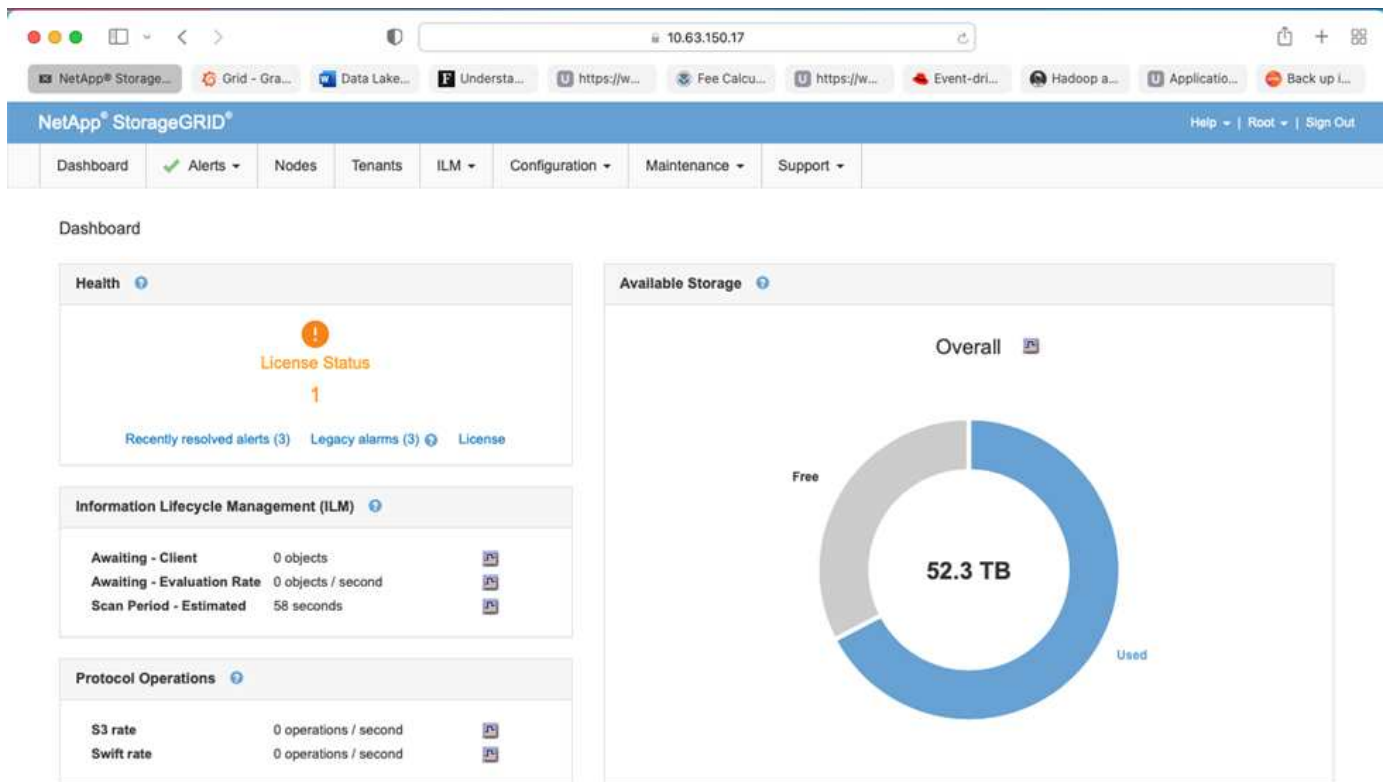 10.63.150.17
NetApp® Storage...
Grid - Gra...
Data Lake...
Understa...
https://w...
Fee Calcu...
https://w...
Event-dri...
Hadoop a...
Applicatio...
Back up i...
NetApp® StorageGRID®
Help | Root | Sign Out
Dashboard
Alerts
Nodes
Tenants
ILM
Configuration
Maintenance
Support
Dashboard
Health
License Status
1
Recently resolved alerts (3) Legacy alarms (3) License
Information Lifecycle Management (ILM)
Awaiting - Client 0 objects
Awaiting - Evaluation Rate 0 objects / second
Scan Period - Estimated 58 seconds
Protocol Operations
S3 rate 0 operations / second
Swift rate 0 operations / second
Available Storage
Overall
Free
52.3 TB
Used